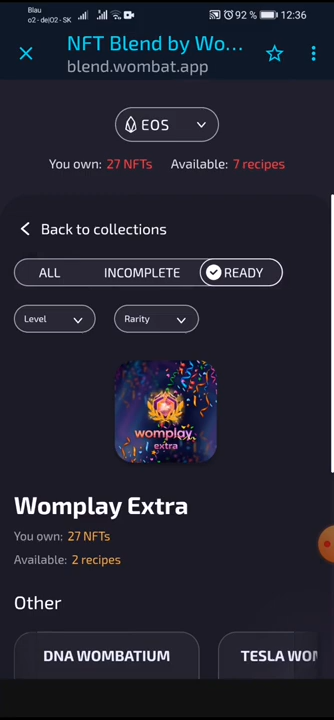 Blau
o2 - de|O2 - SK
92 %
12:36
NFT Blend by Wo...
blend.wombat.app
EOS
You own: 27 NFTs Available: 7 recipes
Back to collections
ALL INCOMPLETE READY
Level Rarity
womplay
extra
Womplay Extra
You own: 27 NFTs
Available: 2 recipes
Other
DNA WOMBATIUM TESLA WOM